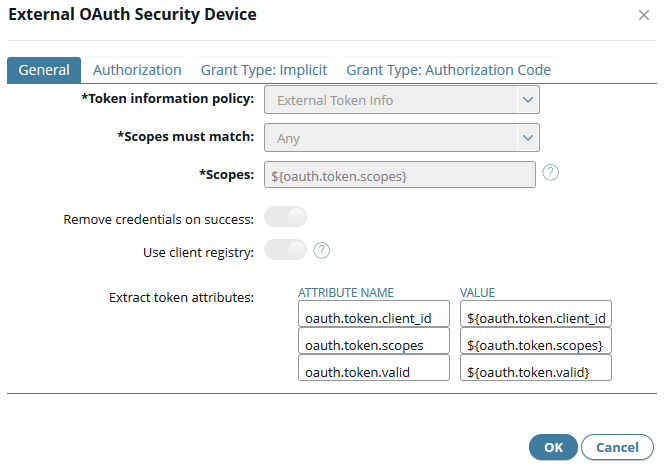 External OAuth Security Device
General Authorization Grant Type: Implicit Grant Type: Authorization Code
*Token information policy: External Token Info
*Scopes must match: Any
*Scopes: ${oauth.token.scopes} ?
Remove credentials on success:
Use client registry: ?
Extract token attributes: ATTRIBUTE NAME VALUE
oauth.token.client_id ${oauth.token.client_id
oauth.token.scopes ${oauth.token.scopes}
oauth.token.valid ${oauth.token.valid}
OK Cancel